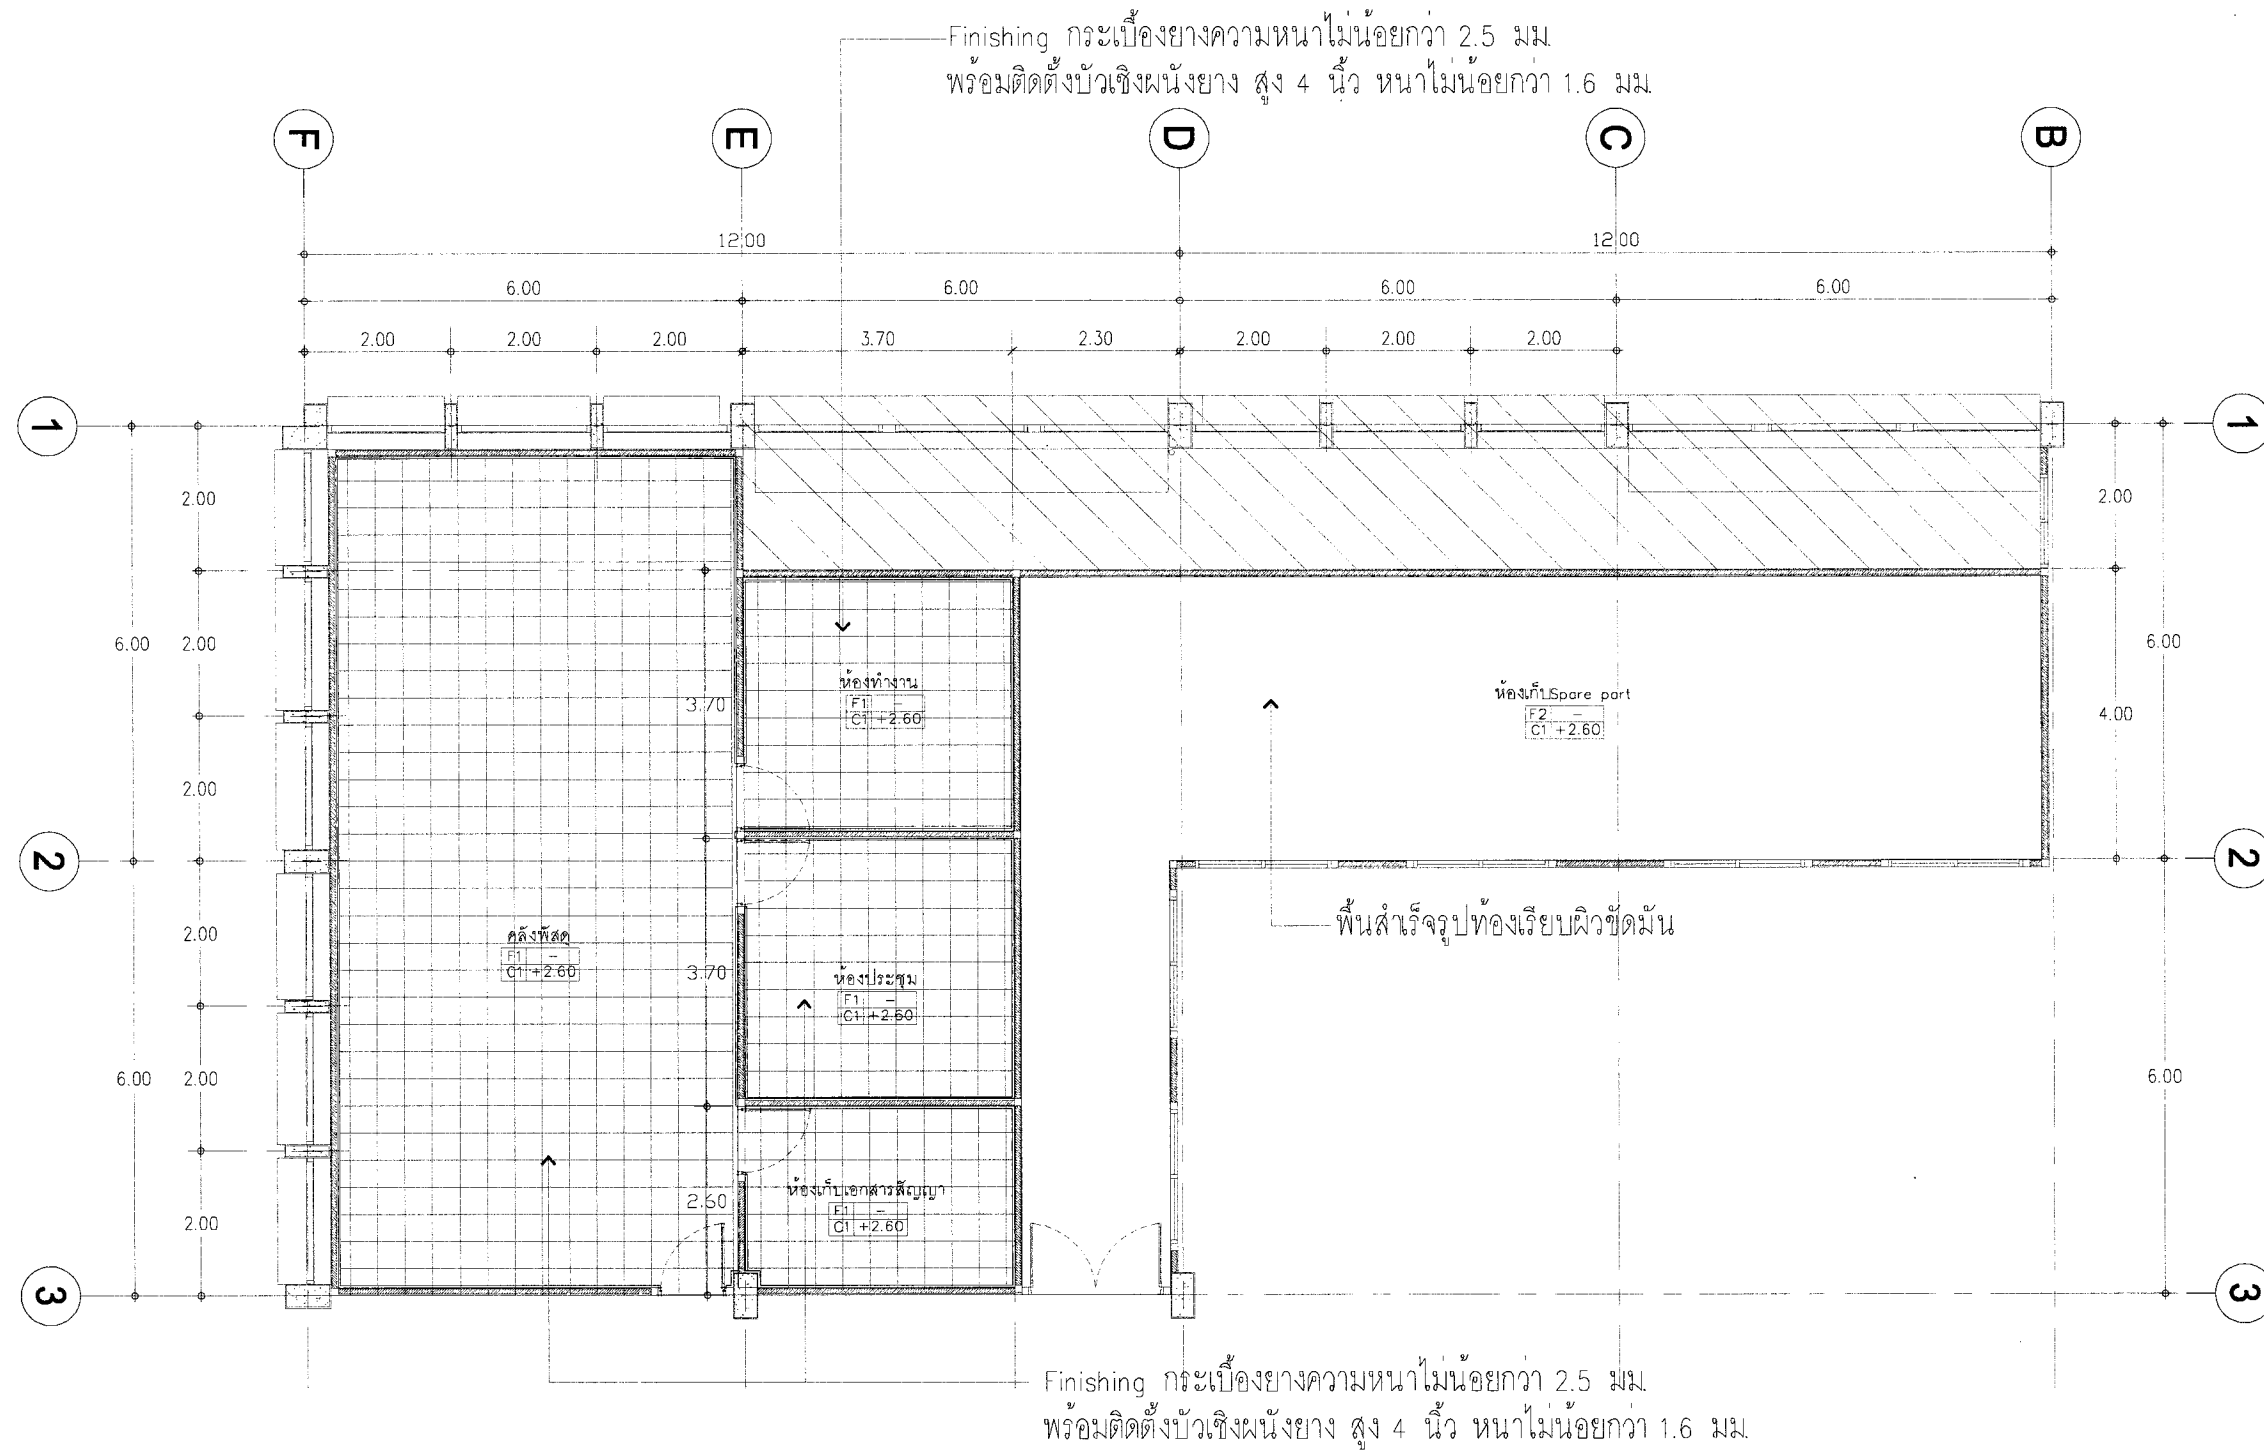 Finishing กระเบื้องยางความหนาไม่น้อยกว่า 2.5 มม.
พร้อมติดตั้งบัวเชิงผนังยาง สูง 4 นิ้ว หนาไม่น้อยกว่า 1.6 มม.
F E D C B
12.00 12.00
6.00 6.00 6.00 6.00
2.00 2.00 2.00 3.70 2.30 2.00 2.00 2.00
1 1
2.00 2.00
6.00 2.00 6.00
ห้องทำงาน
F1 -
C1 +2.60
3.70
ห้องเก็บSpare part
F2 -
C1 +2.60
4.00
2.00
2 2
พื้นสำเร็จรูปท้องเรียบผิวขัดมัน
2.00
คลังพัสดุ
F1 -
C1 +2.60
3.70
ห้องประชุม
F1 -
C1 +2.60
6.00 2.00 6.00
ห้องเก็บเอกสารสัญญา
F1 -
C1 +2.60
2.60
2.00
3 3
Finishing กระเบื้องยางความหนาไม่น้อยกว่า 2.5 มม.
พร้อมติดตั้งบัวเชิงผนังยาง สูง 4 นิ้ว หนาไม่น้อยกว่า 1.6 มม.